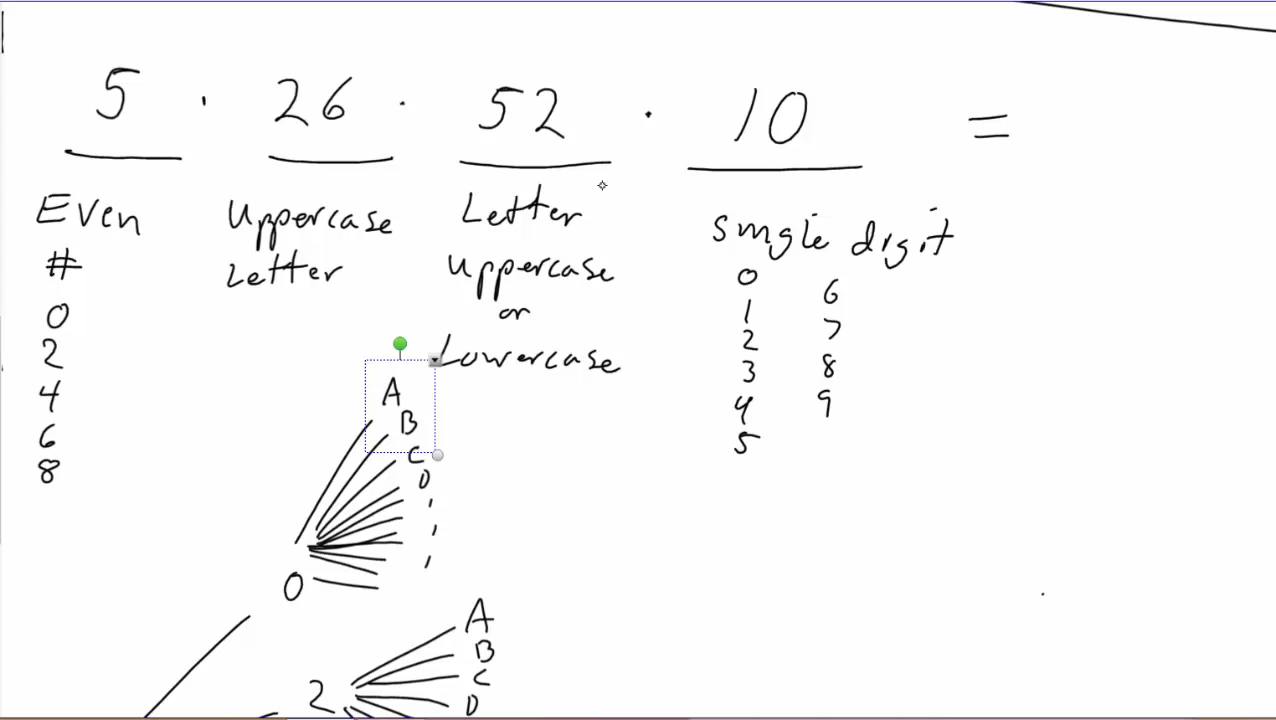 5 · 26 · 52 · 10 =
Even
#
0
2
4
6
8
Uppercase
Letter
Letter
Uppercase
or
Lowercase
single digit
0
1
2
3
4
5
6
7
8
9
A
B
C
D
0
A
B
C
D
2